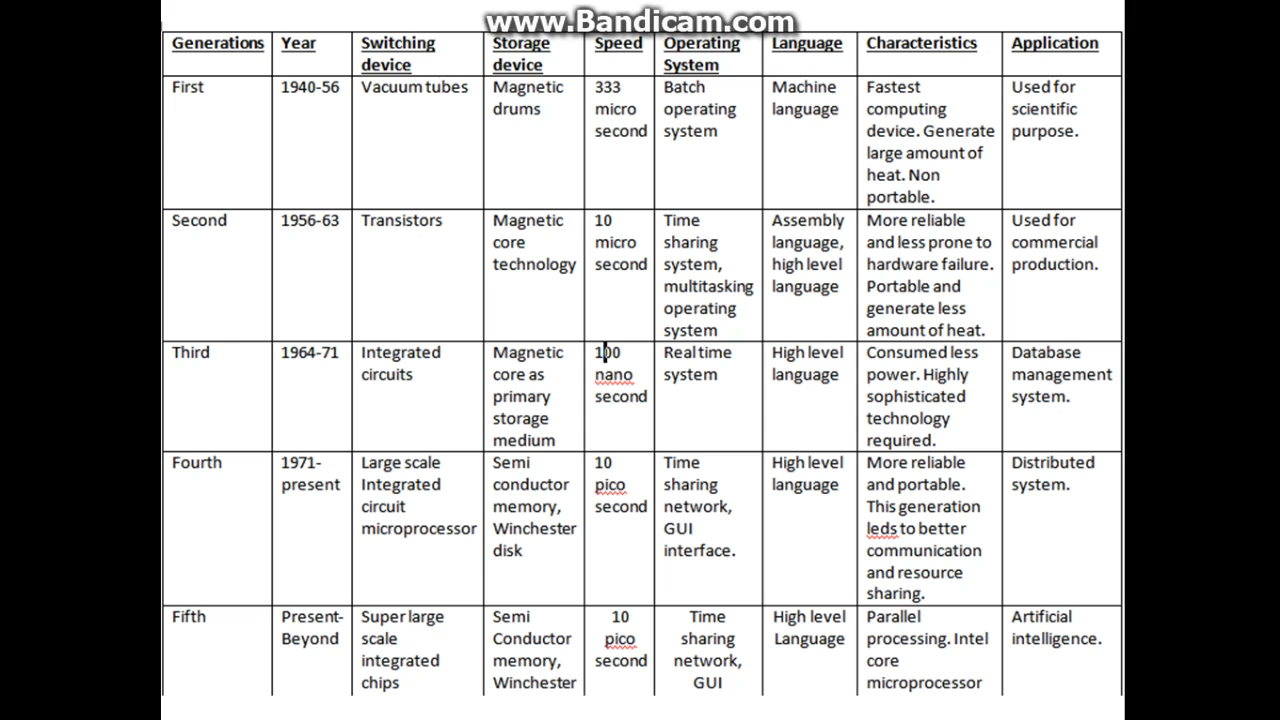 www.Bandicam.com
Generations Year Switching Storage Speed Operating Language Characteristics Application
device device System
First 1940-56 Vacuum tubes Magnetic 333 Batch Machine Fastest Used for
drums micro operating language computing scientific
second system device. Generate purpose.
large amount of
heat. Non
portable.
Second 1956-63 Transistors Magnetic 10 Time Assembly More reliable Used for
core micro sharing language, and less prone to commercial
technology second system, high level hardware failure. production.
multitasking language Portable and
operating generate less
system amount of heat.
Third 1964-71 Integrated Magnetic 100 Real time High level Consumed less Database
circuits core as nano system language power. Highly management
primary second sophisticated system.
storage technology
medium required.
Fourth 1971- Large scale Semi 10 Time High level More reliable Distributed
present Integrated conductor pico sharing language and portable. system.
circuit memory, second network, This generation
microprocessor Winchester GUI leds to better
disk interface. communication
and resource
sharing.
Fifth Present- Super large Semi 10 Time High level Parallel Artificial
Beyond scale Conductor pico sharing Language processing. Intel intelligence.
integrated memory, second network, core
chips Winchester GUI microprocessor